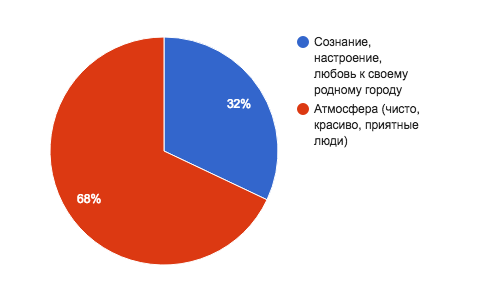 Сознание,
настроение,
любовь к своему
родному городу
Атмосфера (чисто,
красиво, приятные
люди)
32%
68%